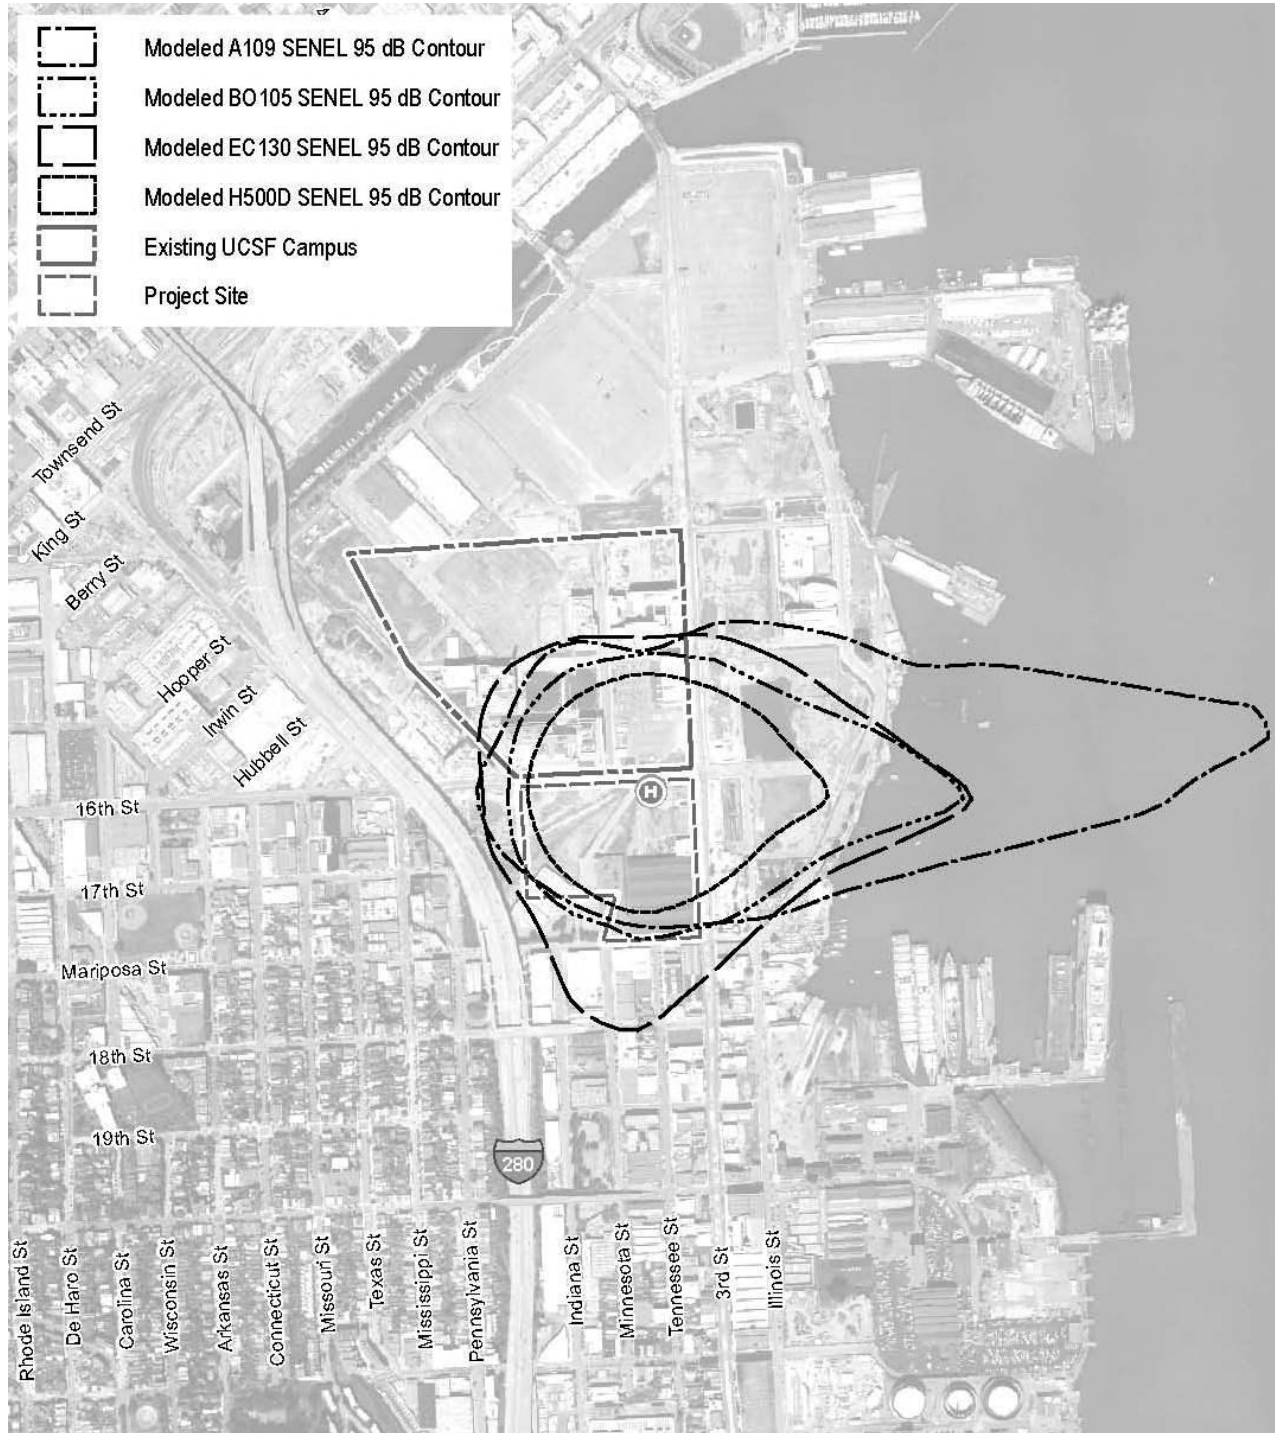 Modeled A109 SENEL 95 dB Contour
Modeled BO105 SENEL 95 dB Contour
Modeled EC130 SENEL 95 dB Contour
Modeled H500D SENEL 95 dB Contour
Existing UCSF Campus
Project Site
Townsend St
King St
Berry St
Hooper St
Irwin St
Hubbell St
16th St
H
17th St
Mariposa St
18th St
19th St
280
Rhode Island St
De Haro St
Carolina St
Wisconsin St
Arkansas St
Connecticut St
Missouri St
Texas St
Mississippi St
Pennsylvania St
Indiana St
Minnesota St
Tennessee St
3rd St
Illinois St